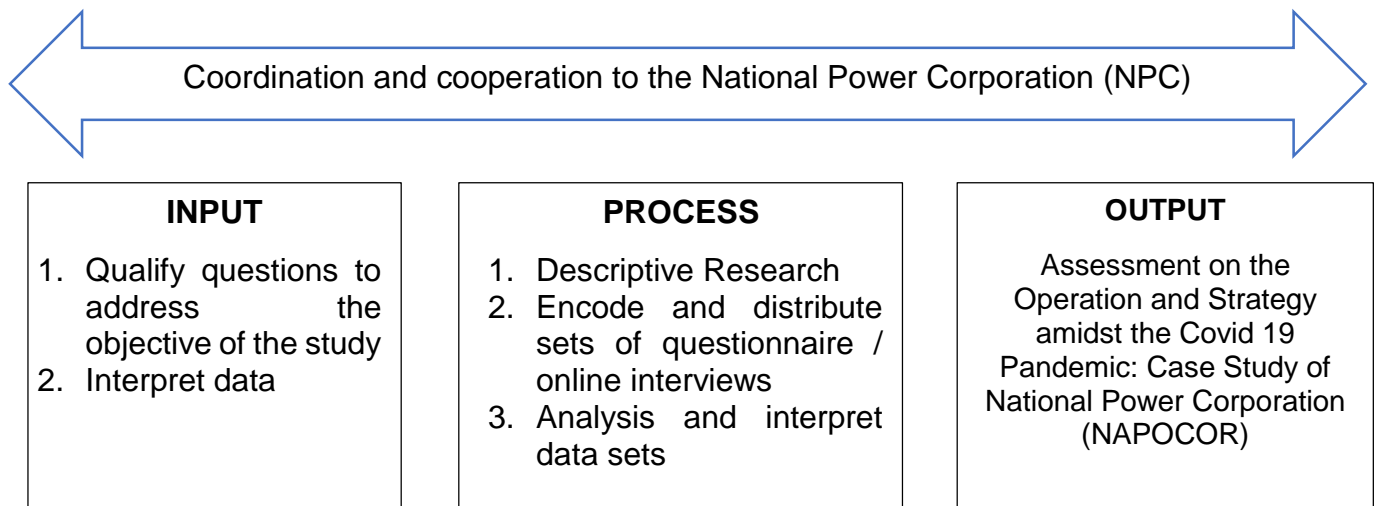 Coordination and cooperation to the National Power Corporation (NPC)
INPUT
1. Qualify questions to
address the
objective of the study
2. Interpret data
PROCESS
1. Descriptive Research
2. Encode and distribute
sets of questionnaire /
online interviews
3. Analysis and interpret
data sets
OUTPUT
Assessment on the
Operation and Strategy
amidst the Covid 19
Pandemic: Case Study of
National Power Corporation
(NAPOCOR)